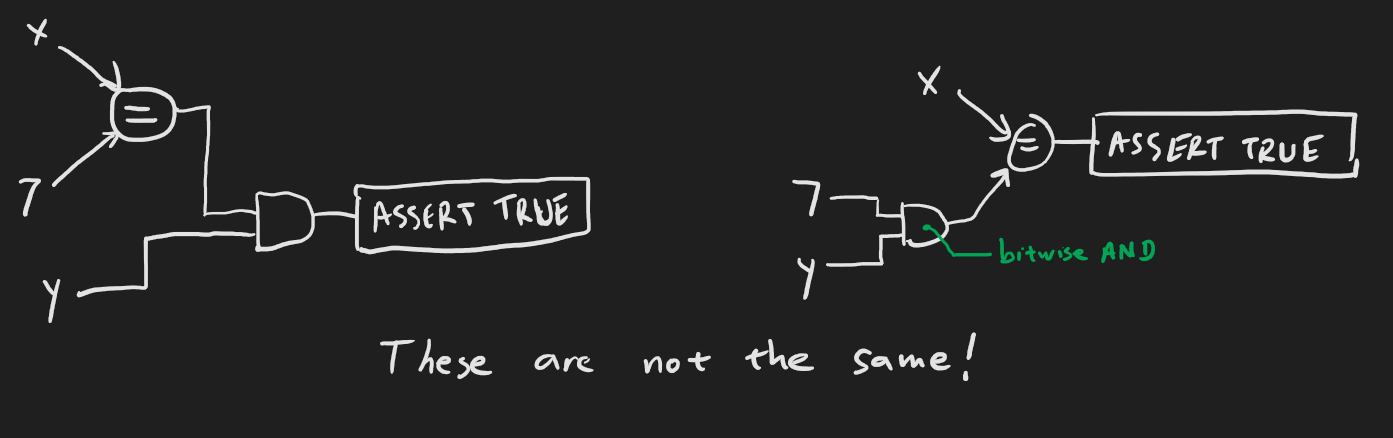 X
=
7
y
ASSERT TRUE
X
=
ASSERT TRUE
7
y
bitwise AND
These are not the same!